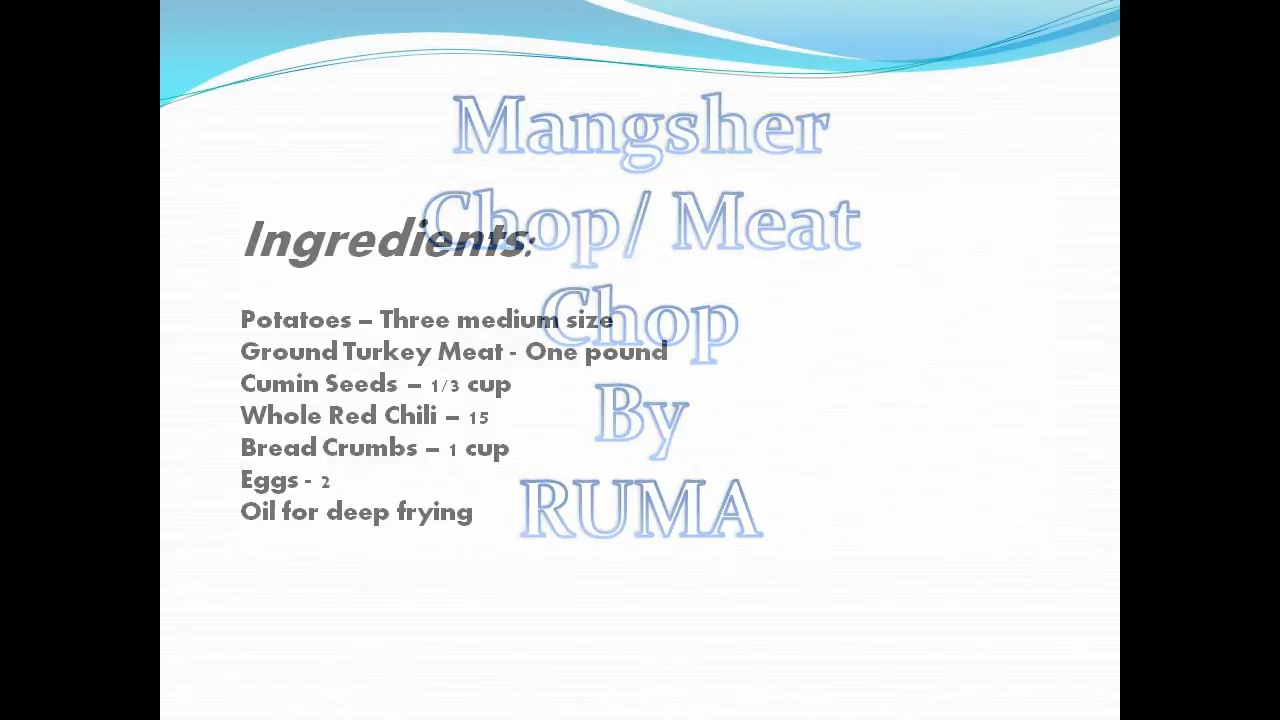 Mangsher
Chop/ Meat
Chop
By
RUMA
Ingredients:
Potatoes – Three medium size
Ground Turkey Meat - One pound
Cumin Seeds – 1/3 cup
Whole Red Chili – 15
Bread Crumbs – 1 cup
Eggs - 2
Oil for deep frying